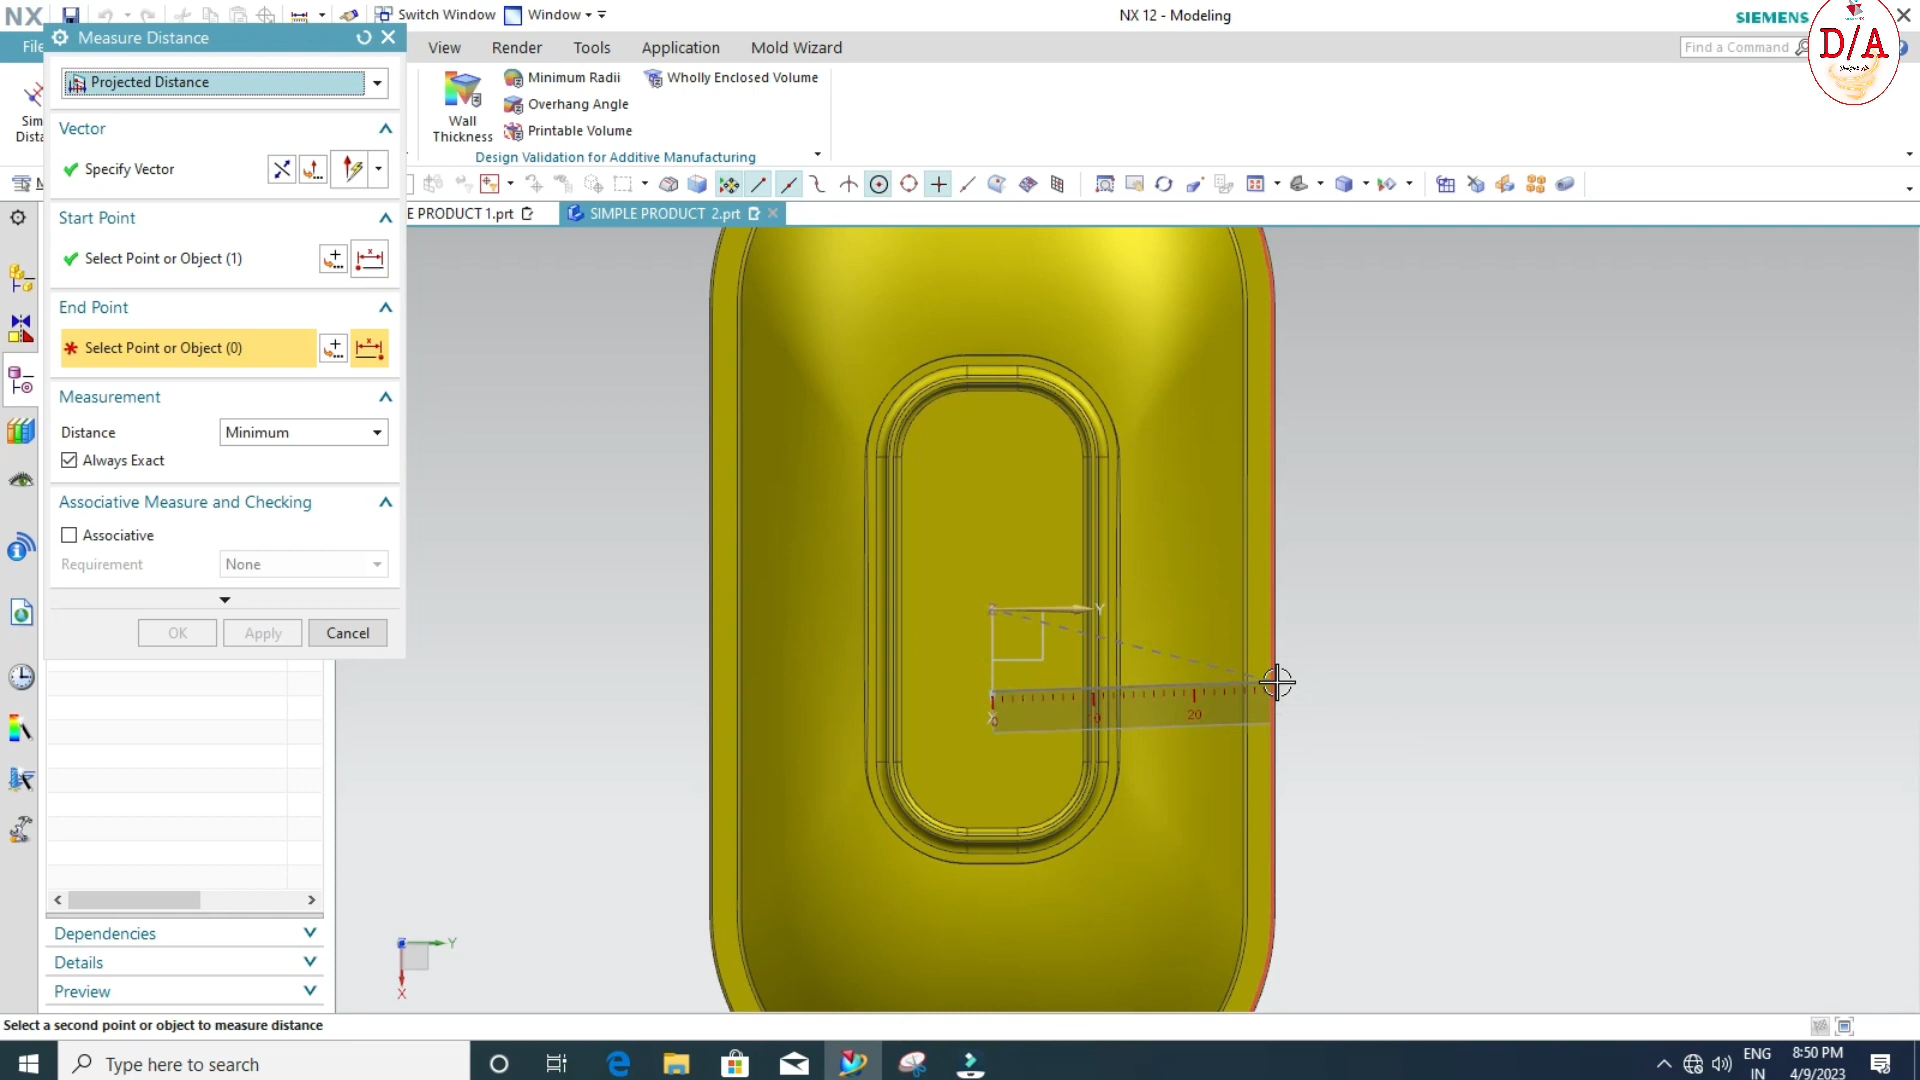 NX
Switch Window
Window
NX 12 - Modeling
SIEMENS
D/A
Measure Distance
File
View
Render
Tools
Application
Mold Wizard
Find a Command
Projected Distance
Vector
Specify Vector
Start Point
Select Point or Object (1)
End Point
Select Point or Object (0)
Measurement
Distance
Minimum
Always Exact
Associative Measure and Checking
Associative
Requirement
None
OK
Apply
Cancel
Wall
Thickness
Minimum Radii
Overhang Angle
Printable Volume
Wholly Enclosed Volume
Design Validation for Additive Manufacturing
E PRODUCT 1.prt
SIMPLE PRODUCT 2.prt
Y
X
0
20
Y
X
Dependencies
Details
Preview
Select a second point or object to measure distance
Type here to search
ENG
IN
8:50 PM
4/9/2023